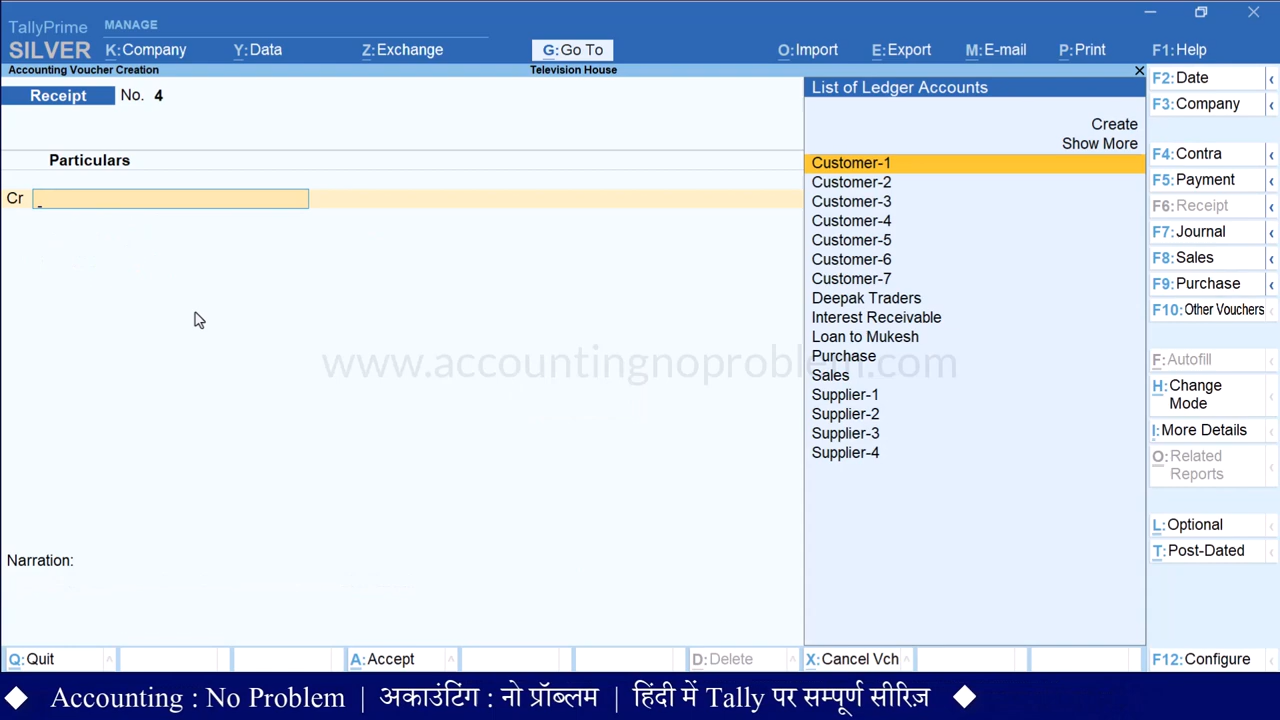 TallyPrime
SILVER
MANAGE
K:Company
Y:Data
Z:Exchange
G:Go To
O:Import
E:Export
M:E-mail
P:Print
F1:Help
Accounting Voucher Creation
Television House
Receipt No. 4
Particulars
Cr
Narration:
List of Ledger Accounts
Create
Show More
Customer-1
Customer-2
Customer-3
Customer-4
Customer-5
Customer-6
Customer-7
Deepak Traders
Interest Receivable
Loan to Mukesh
Purchase
Sales
Supplier-1
Supplier-2
Supplier-3
Supplier-4
F2:Date
F3:Company
F4:Contra
F5:Payment
F6:Receipt
F7:Journal
F8:Sales
F9:Purchase
F10:Other Vouchers
F:Autofill
H:Change
Mode
I:More Details
O:Related
Reports
L:Optional
T:Post-Dated
F12:Configure
www.accountingnoproblem.com
Q:Quit
A:Accept
D:Delete
X:Cancel Vch
Accounting : No Problem | अकाउंटिंग : नो प्रॉब्लम | हिंदी में Tally पर सम्पूर्ण सीरिज़